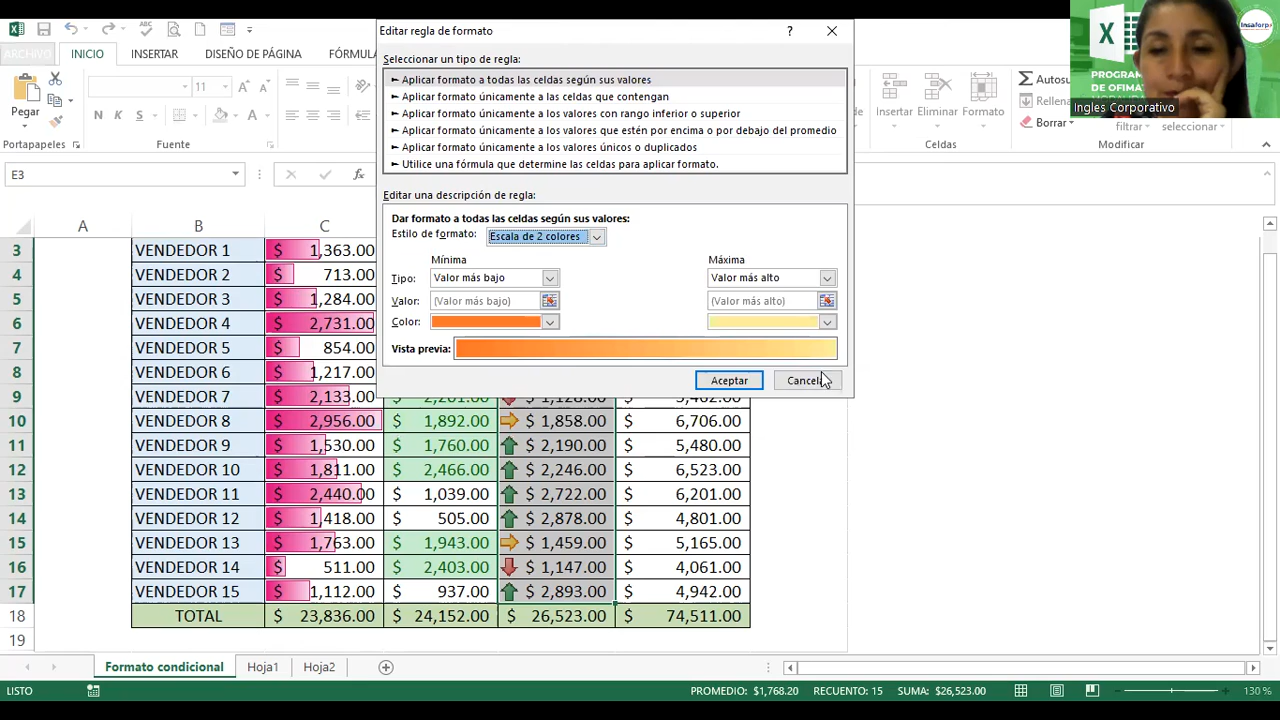 Editar regla de formato
?
Insaforp
ARCHIVO
INICIO
INSERTAR
DISEÑO DE PÁGINA
Pegar
11
N K S
Portapapeles
Fuente
Seleccionar un tipo de regla:
► Aplicar formato a todas las celdas según sus valores
► Aplicar formato únicamente a las celdas que contengan
► Aplicar formato únicamente a los valores con rango inferior o superior
► Aplicar formato únicamente a los valores que estén por encima o por debajo del promedio
► Aplicar formato únicamente a los valores únicos o duplicados
► Utilice una fórmula que determine las celdas para aplicar formato.
Editar una descripción de regla:
Dar formato a todas las celdas según sus valores:
Estilo de formato: Escala de 2 colores
Mínima Máxima
Tipo: Valor más bajo Valor más alto
Valor: (Valor más bajo) (Valor más alto)
Color:
Vista previa:
Aceptar
Insertar Eliminar Formato
Celdas
Borrar
filtrar seleccionar
Modificar
Ingles Corporativo
E3
fx
A B C
3 VENDEDOR 1 $ 1,363.00
4 VENDEDOR 2 $ 713.00
5 VENDEDOR 3 $ 1,284.00
6 VENDEDOR 4 $ 2,731.00
7 VENDEDOR 5 $ 854.00
8 VENDEDOR 6 $ 1,217.00
9 VENDEDOR 7 $ 2,133.00
10 VENDEDOR 8 $ 2,956.00 $ 1,892.00 $ 1,858.00 $ 6,706.00
11 VENDEDOR 9 $ 1,530.00 $ 1,760.00 $ 2,190.00 $ 5,480.00
12 VENDEDOR 10 $ 1,811.00 $ 2,466.00 $ 2,246.00 $ 6,523.00
13 VENDEDOR 11 $ 2,440.00 $ 1,039.00 $ 2,722.00 $ 6,201.00
14 VENDEDOR 12 $ 1,418.00 $ 505.00 $ 2,878.00 $ 4,801.00
15 VENDEDOR 13 $ 1,763.00 $ 1,943.00 $ 1,459.00 $ 5,165.00
16 VENDEDOR 14 $ 511.00 $ 2,403.00 $ 1,147.00 $ 4,061.00
17 VENDEDOR 15 $ 1,112.00 $ 937.00 $ 2,893.00 $ 4,942.00
18 TOTAL $ 23,836.00 $ 24,152.00 $ 26,523.00 $ 74,511.00
19
Formato condicional Hoja1 Hoja2
LISTO
PROMEDIO: $1,768.20 RECUENTO: 15 SUMA: $26,523.00
130 %